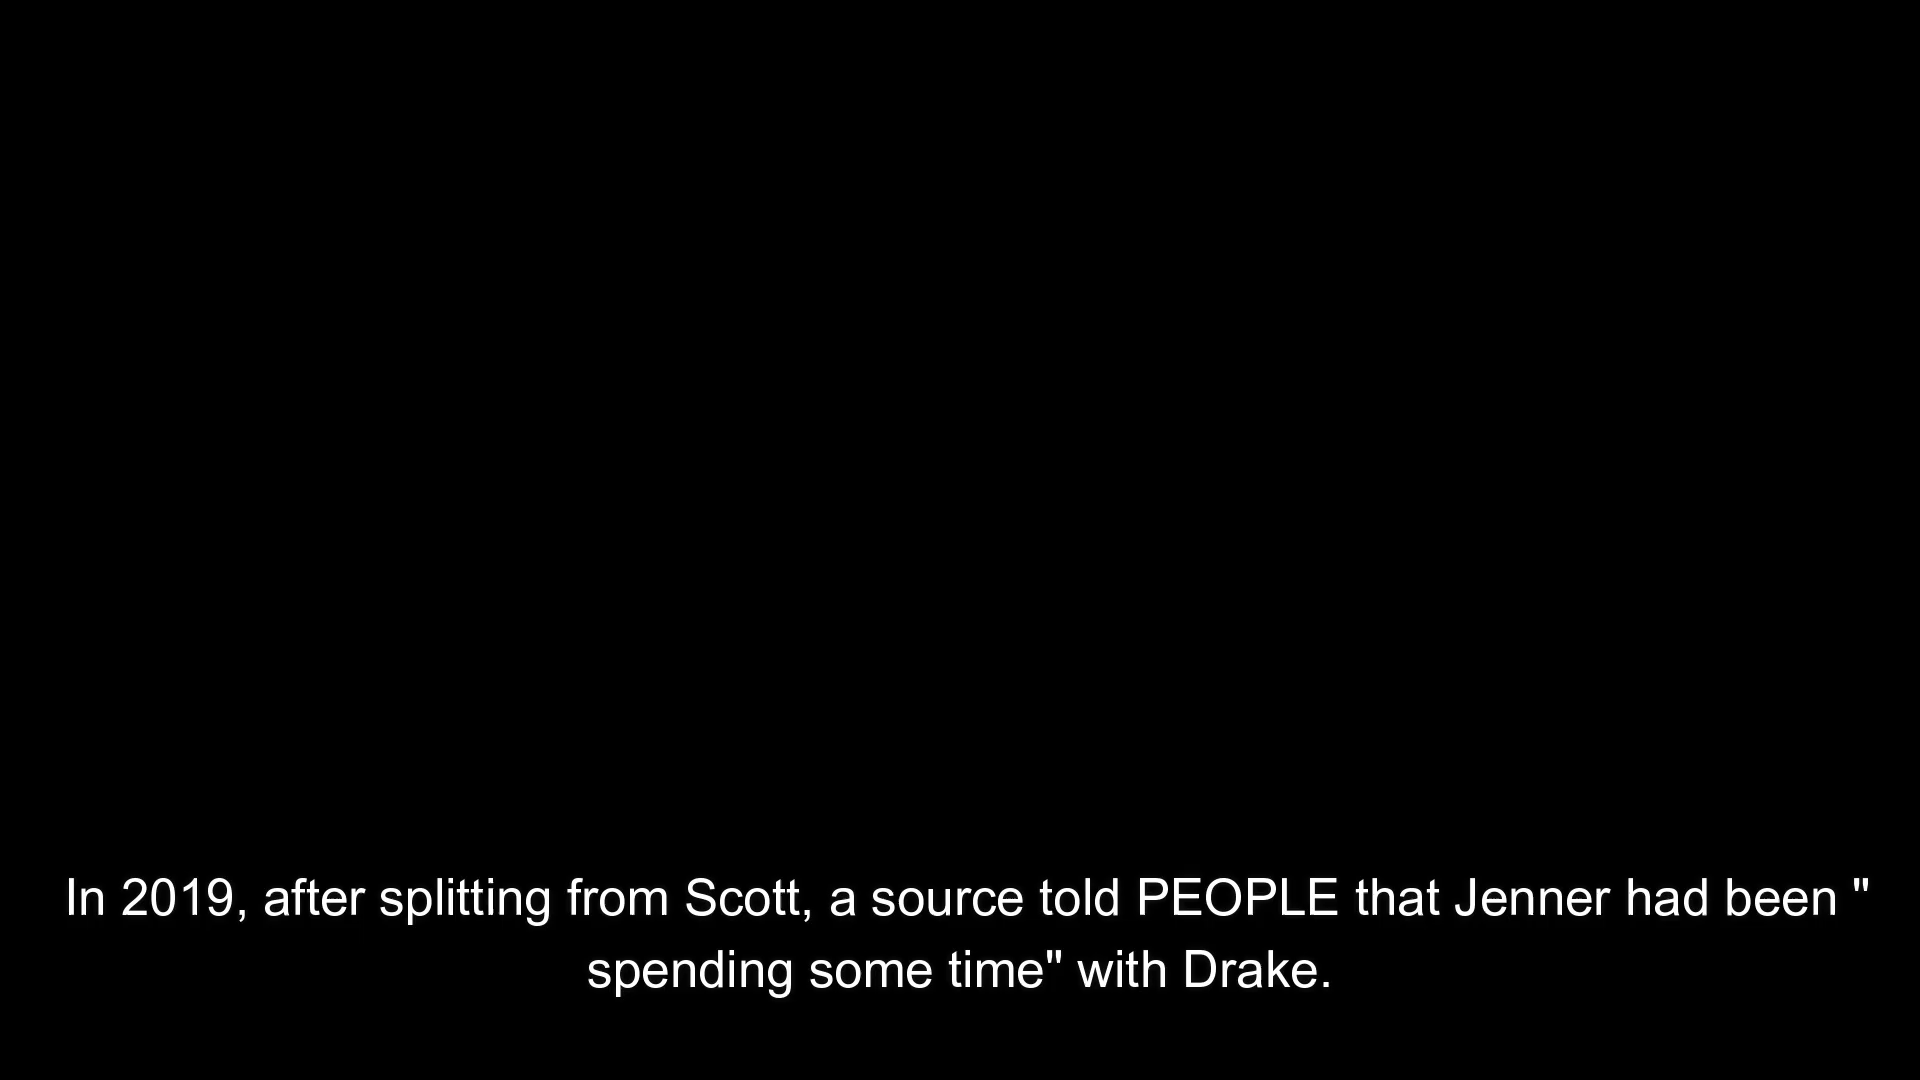 In 2019, after splitting from Scott, a source told PEOPLE that Jenner had been "
spending some time" with Drake.